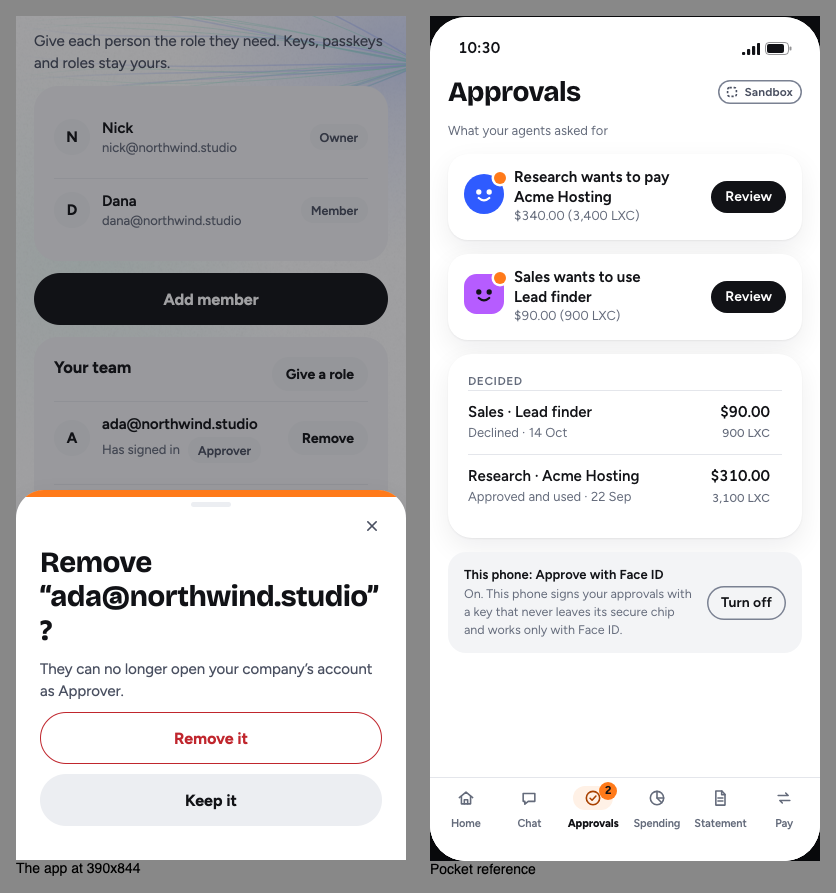 Give each person the role they need. Keys, passkeys
and roles stay yours.
N
Nick
nick@northwind.studio
Owner
D
Dana
dana@northwind.studio
Member
Add member
Your team
Give a role
A
ada@northwind.studio
Has signed in
Approver
Remove
Remove
“ada@northwind.studio”
?
They can no longer open your company’s account
as Approver.
Remove it
Keep it
The app at 390x844
10:30
Approvals
Sandbox
What your agents asked for
Research wants to pay
Acme Hosting
$340.00 (3,400 LXC)
Review
Sales wants to use
Lead finder
$90.00 (900 LXC)
Review
DECIDED
Sales · Lead finder
$90.00
Declined · 14 Oct
900 LXC
Research · Acme Hosting
$310.00
Approved and used · 22 Sep
3,100 LXC
This phone: Approve with Face ID
On. This phone signs your approvals with
a key that never leaves its secure chip
and works only with Face ID.
Turn off
2
Home
Chat
Approvals
Spending
Statement
Pay
Pocket reference